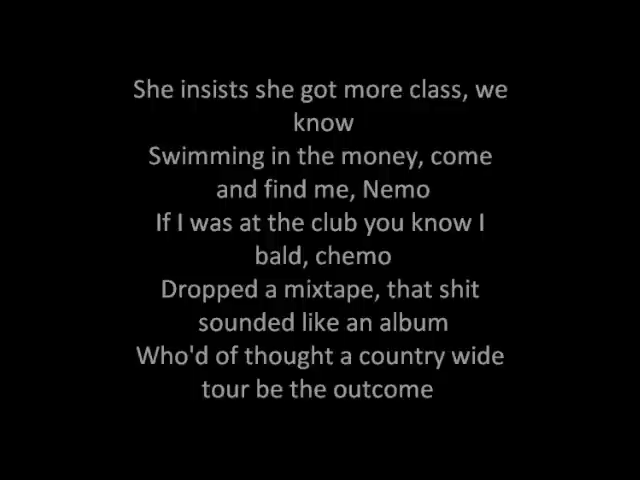 She insists she got more class, we
know
Swimming in the money, come
and find me, Nemo
If I was at the club you know I
bald, chemo
Dropped a mixtape, that shit
sounded like an album
Who'd of thought a country wide
tour be the outcome